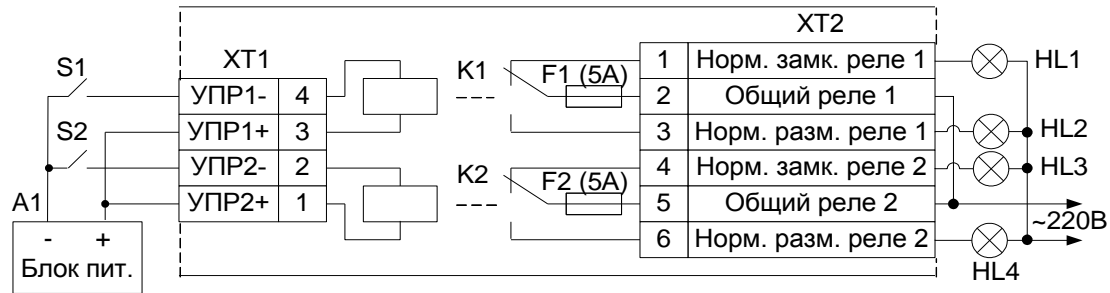 XT2
S1
XT1
K1
F1 (5A)
1 Норм. замк. реле 1
HL1
УПР1- 4
2 Общий реле 1
S2
УПР1+ 3
3 Норм. разм. реле 1
HL2
УПР2- 2
K2
F2 (5A)
4 Норм. замк. реле 2
HL3
A1
УПР2+ 1
5 Общий реле 2
~220В
- +
6 Норм. разм. реле 2
Блок пит.
HL4